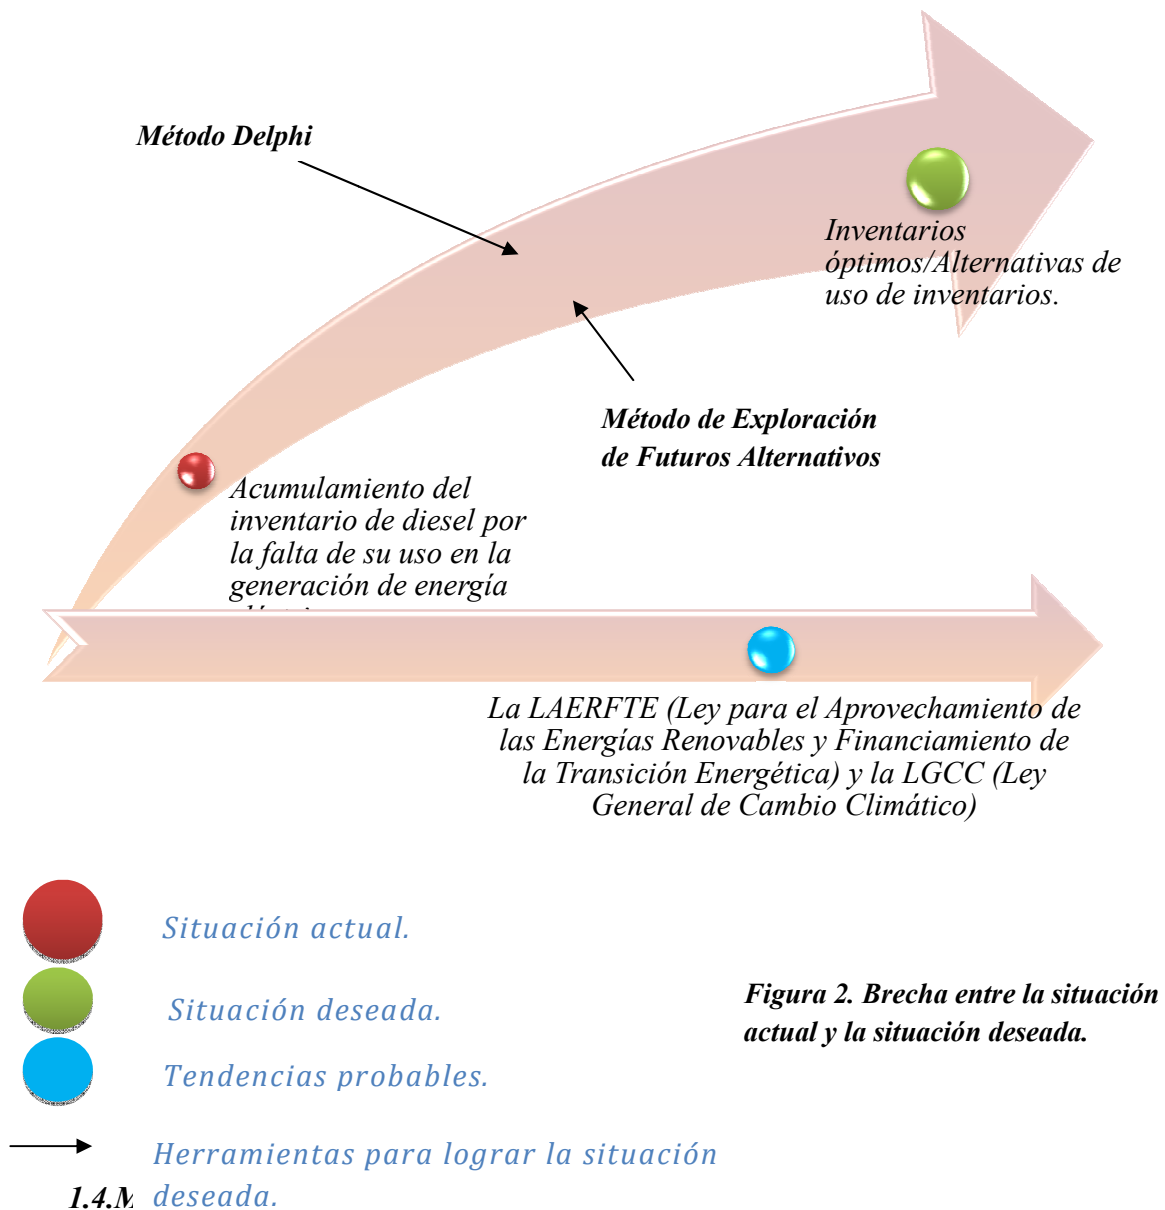 Método Delphi
Inventarios
óptimos/Alternativas de
uso de inventarios.
Método de Exploración
de Futuros Alternativos
Acumulamiento del
inventario de diesel por
la falta de su uso en la
generación de energía
La LAERFTE (Ley para el Aprovechamiento de
las Energías Renovables y Financiamiento de
la Transición Energética) y la LGCC (Ley
General de Cambio Climático)
Situación actual.
Situación deseada.
Tendencias probables.
Figura 2. Brecha entre la situación
actual y la situación deseada.
Herramientas para lograr la situación
deseada.
1.4.M